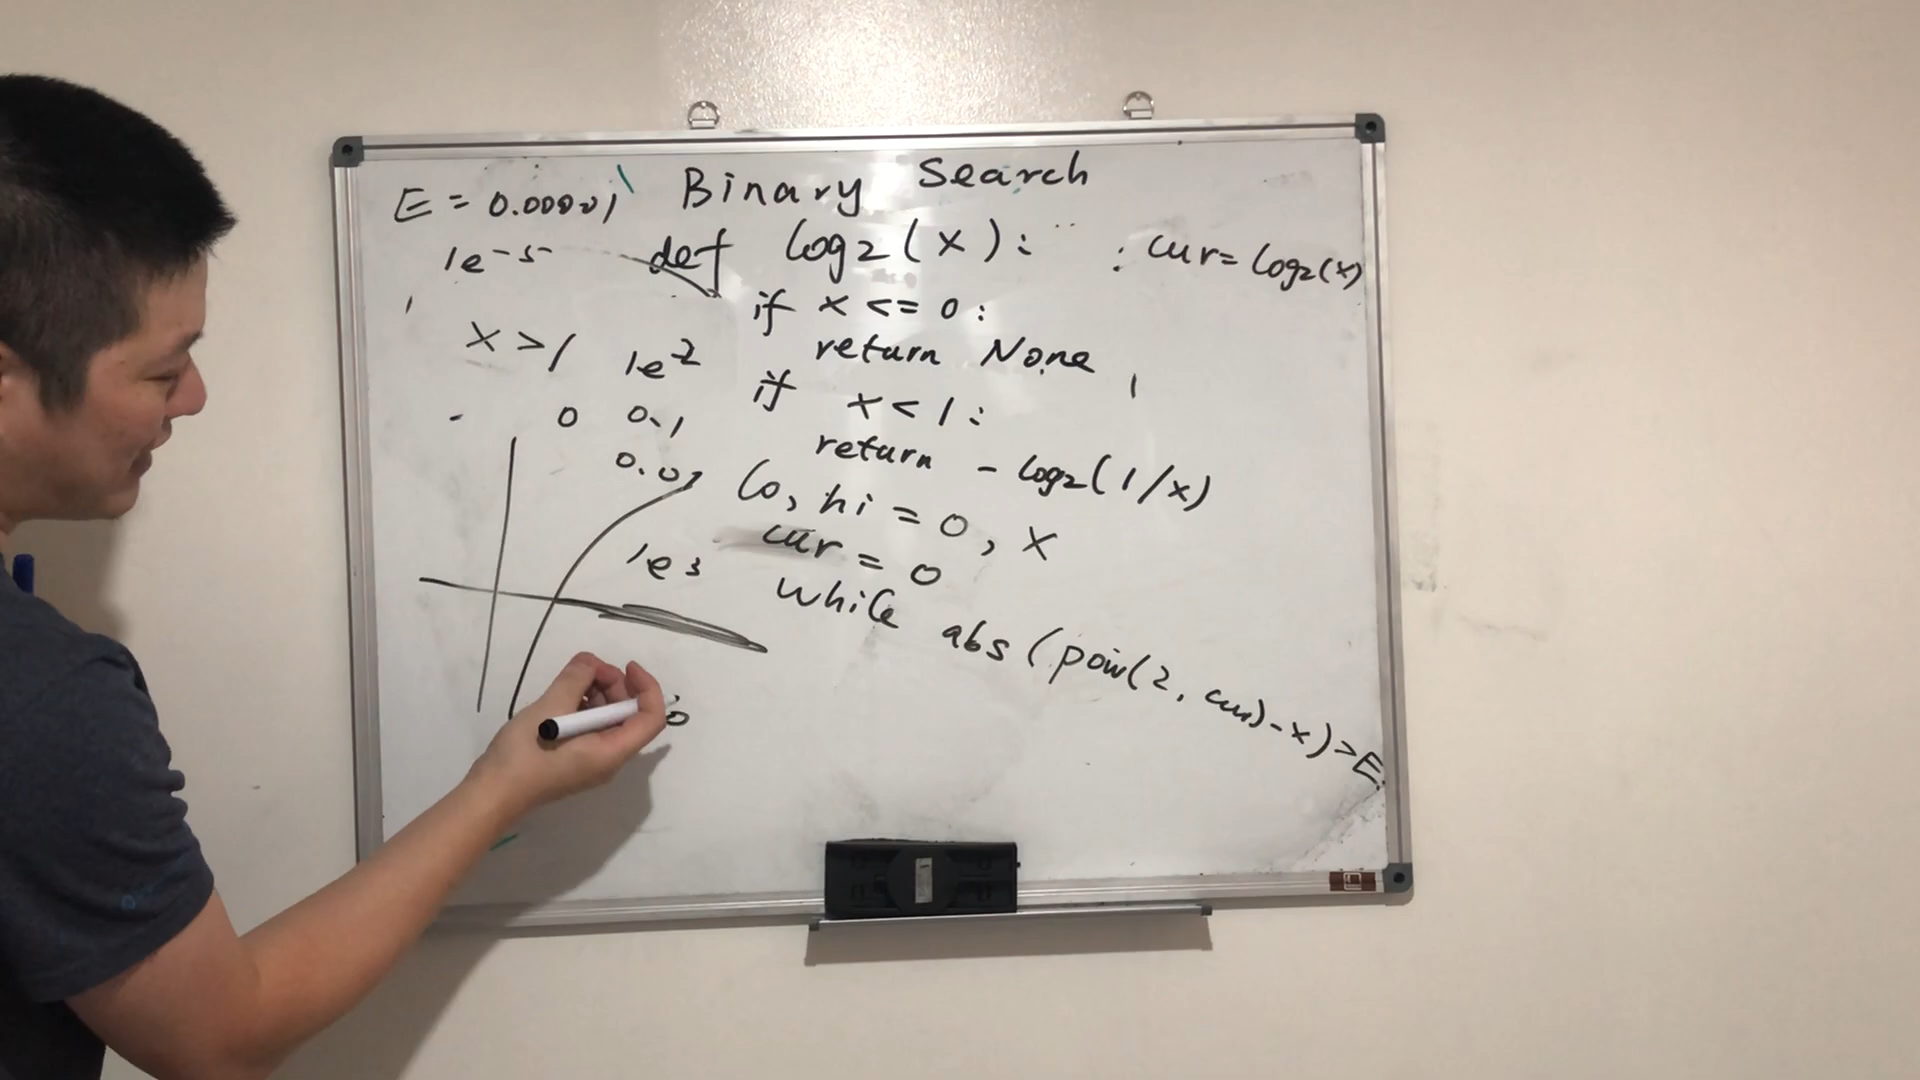 Binary Search
E = 0.00001
1e-5
def log2(x):
: cur = log2(x)
if x <= 0:
return None
x > 1
1e2
if x < 1:
return - log2(1/x)
0 0.1
0.01
lo, hi = 0, x
cur = 0
1e3
while abs(pow(2, cur) - x) > E: